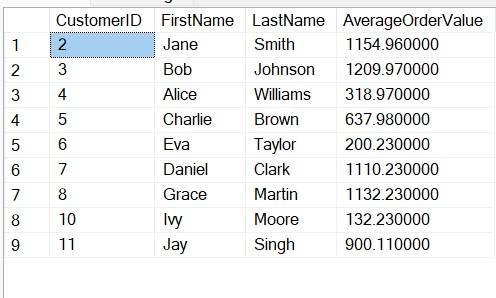 CustomerID FirstName LastName AverageOrderValue
1 2 Jane Smith 1154.960000
2 3 Bob Johnson 1209.970000
3 4 Alice Williams 318.970000
4 5 Charlie Brown 637.980000
5 6 Eva Taylor 200.230000
6 7 Daniel Clark 1110.230000
7 8 Grace Martin 1132.230000
8 10 Ivy Moore 132.230000
9 11 Jay Singh 900.110000